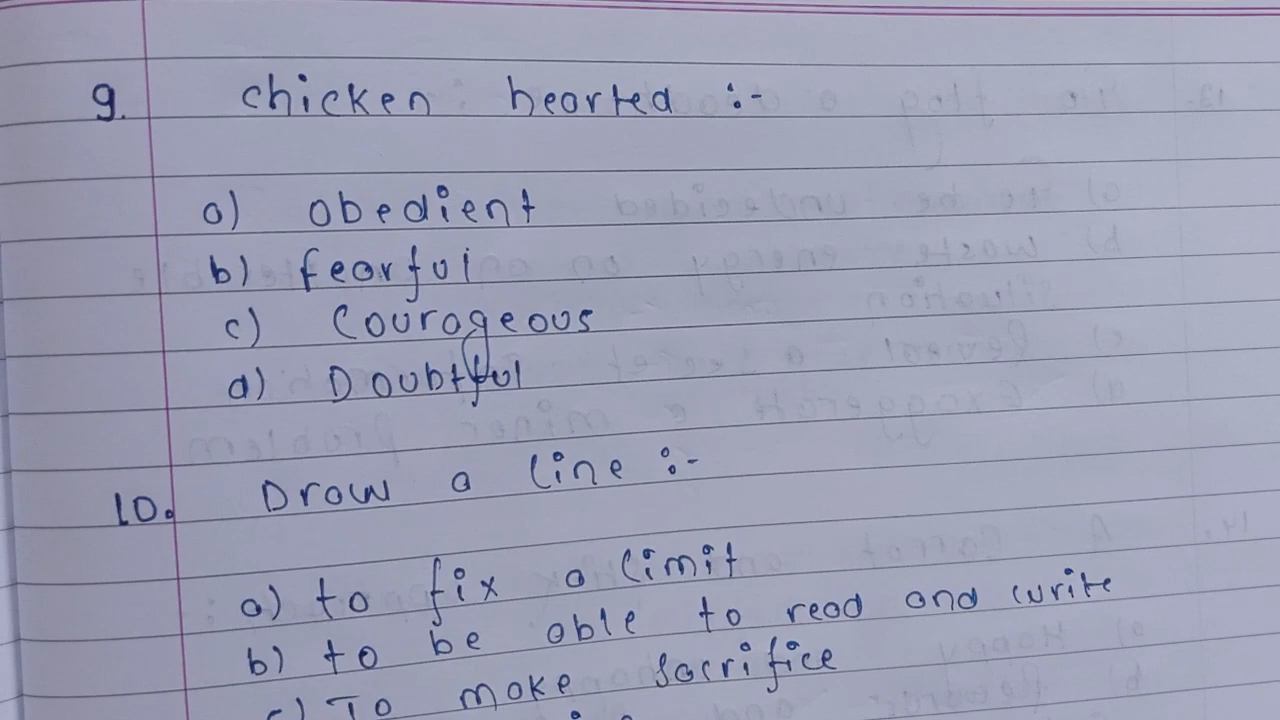 9. chicken hearted :-
a) obedient
b) fearful
c) Courageous
d) Doubtful
10. Draw a line :-
a) to fix a limit
b) to be able to read and write
c) To make sacrifice